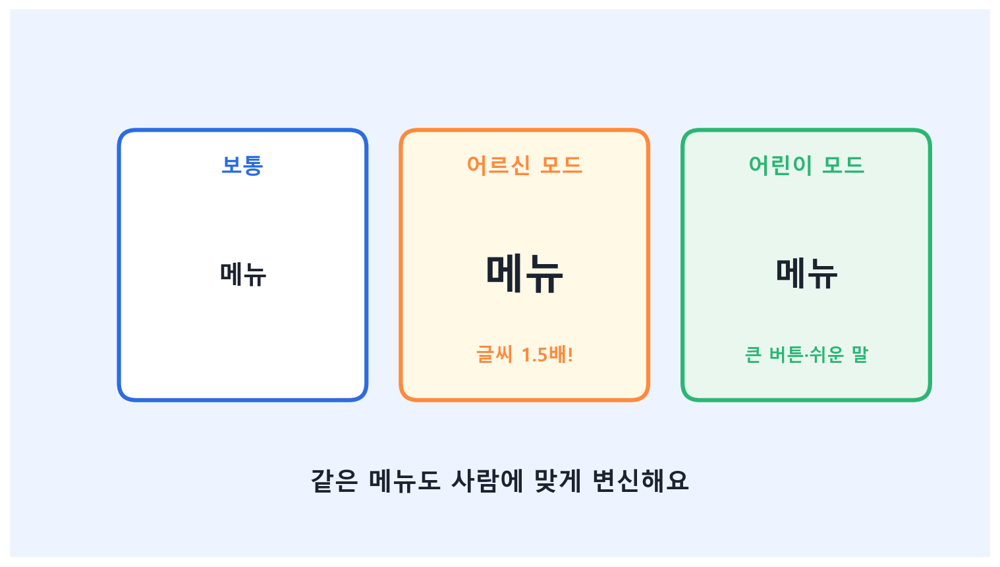 보통
메뉴
어르신 모드
메뉴
글씨 1.5배!
어린이 모드
메뉴
큰 버튼·쉬운 말
같은 메뉴도 사람에 맞게 변신해요